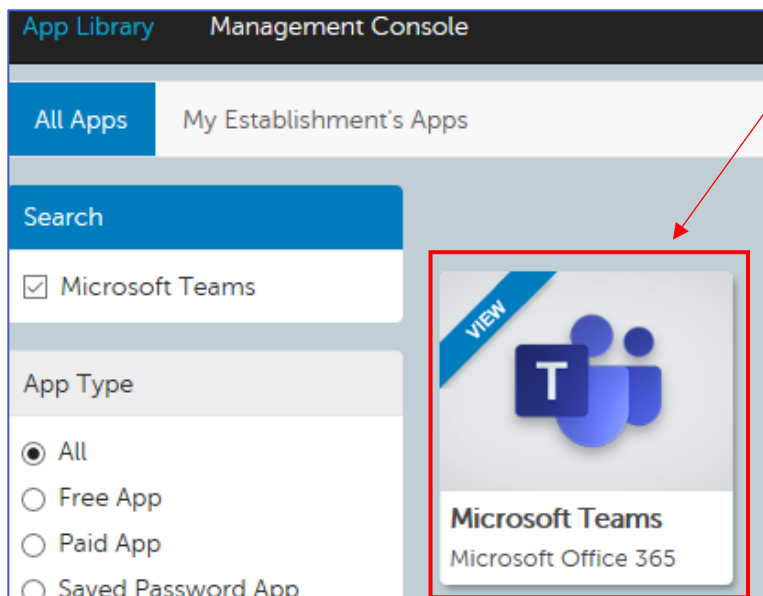 App Library Management Console
All Apps My Establishment's Apps
Search
Microsoft Teams
App Type
All
Free App
Paid App
Saved Password App
VIEW
T
Microsoft Teams
Microsoft Office 365